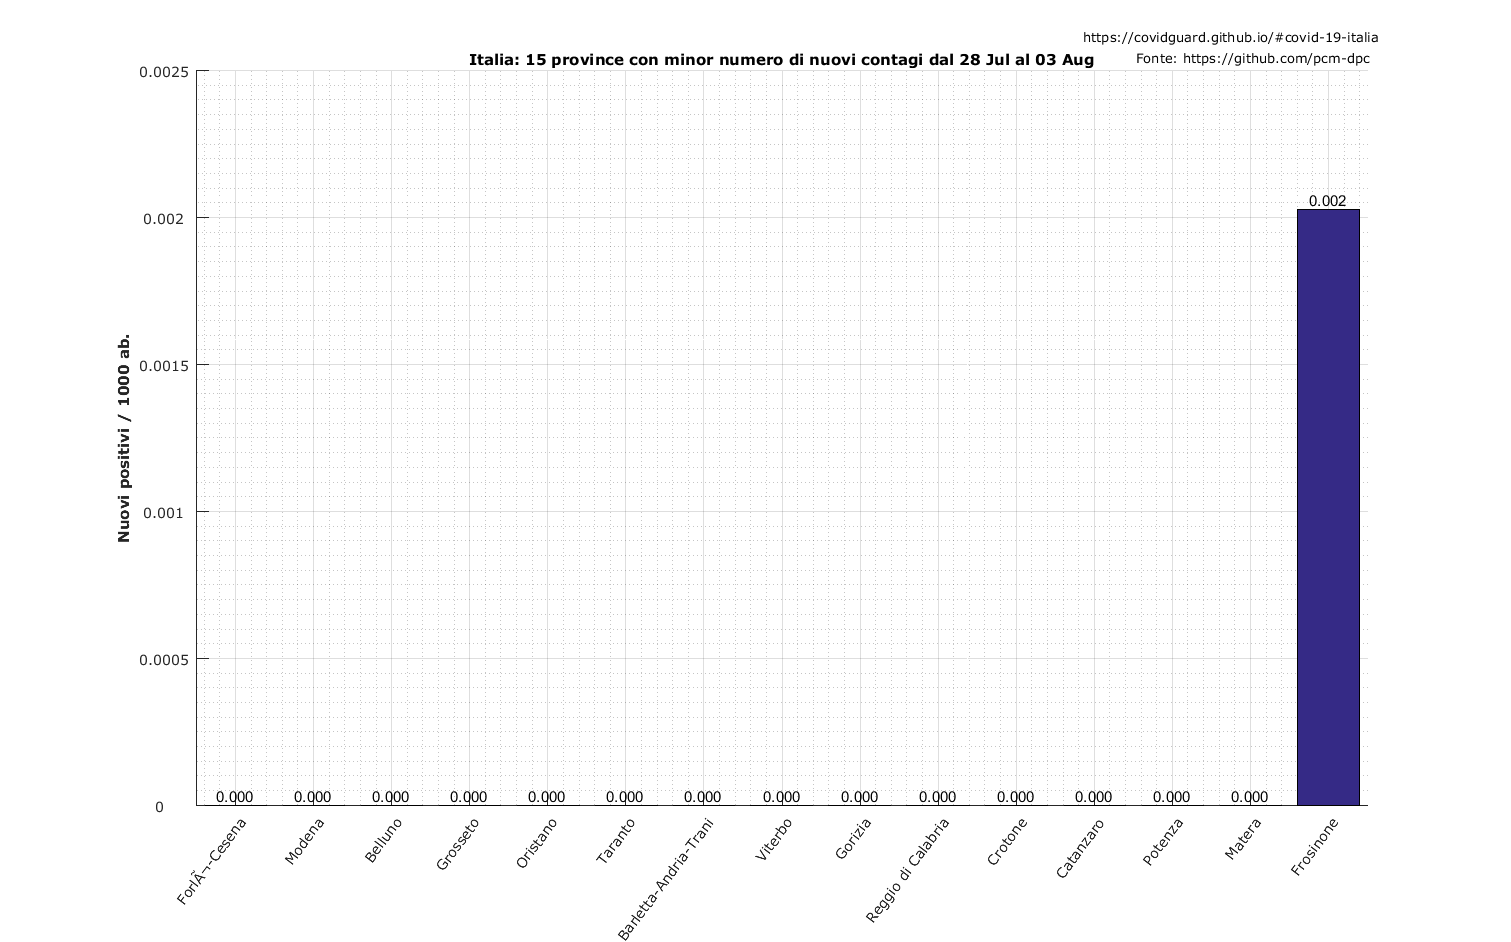 https://covidguard.github.io/#covid-19-italia
Italia: 15 province con minor numero di nuovi contagi dal 28 Jul al 03 Aug
Fonte: https://github.com/pcm-dpc
Nuovi positivi / 1000 ab.
0.0025
0.002
0.0015
0.001
0.0005
0
0.000
0.000
0.000
0.000
0.000
0.000
0.000
0.000
0.000
0.000
0.000
0.000
0.000
0.000
0.002
ForlÃ¬-Cesena
Modena
Belluno
Grosseto
Oristano
Taranto
Barletta-Andria-Trani
Viterbo
Gorizia
Reggio di Calabria
Crotone
Catanzaro
Potenza
Matera
Frosinone